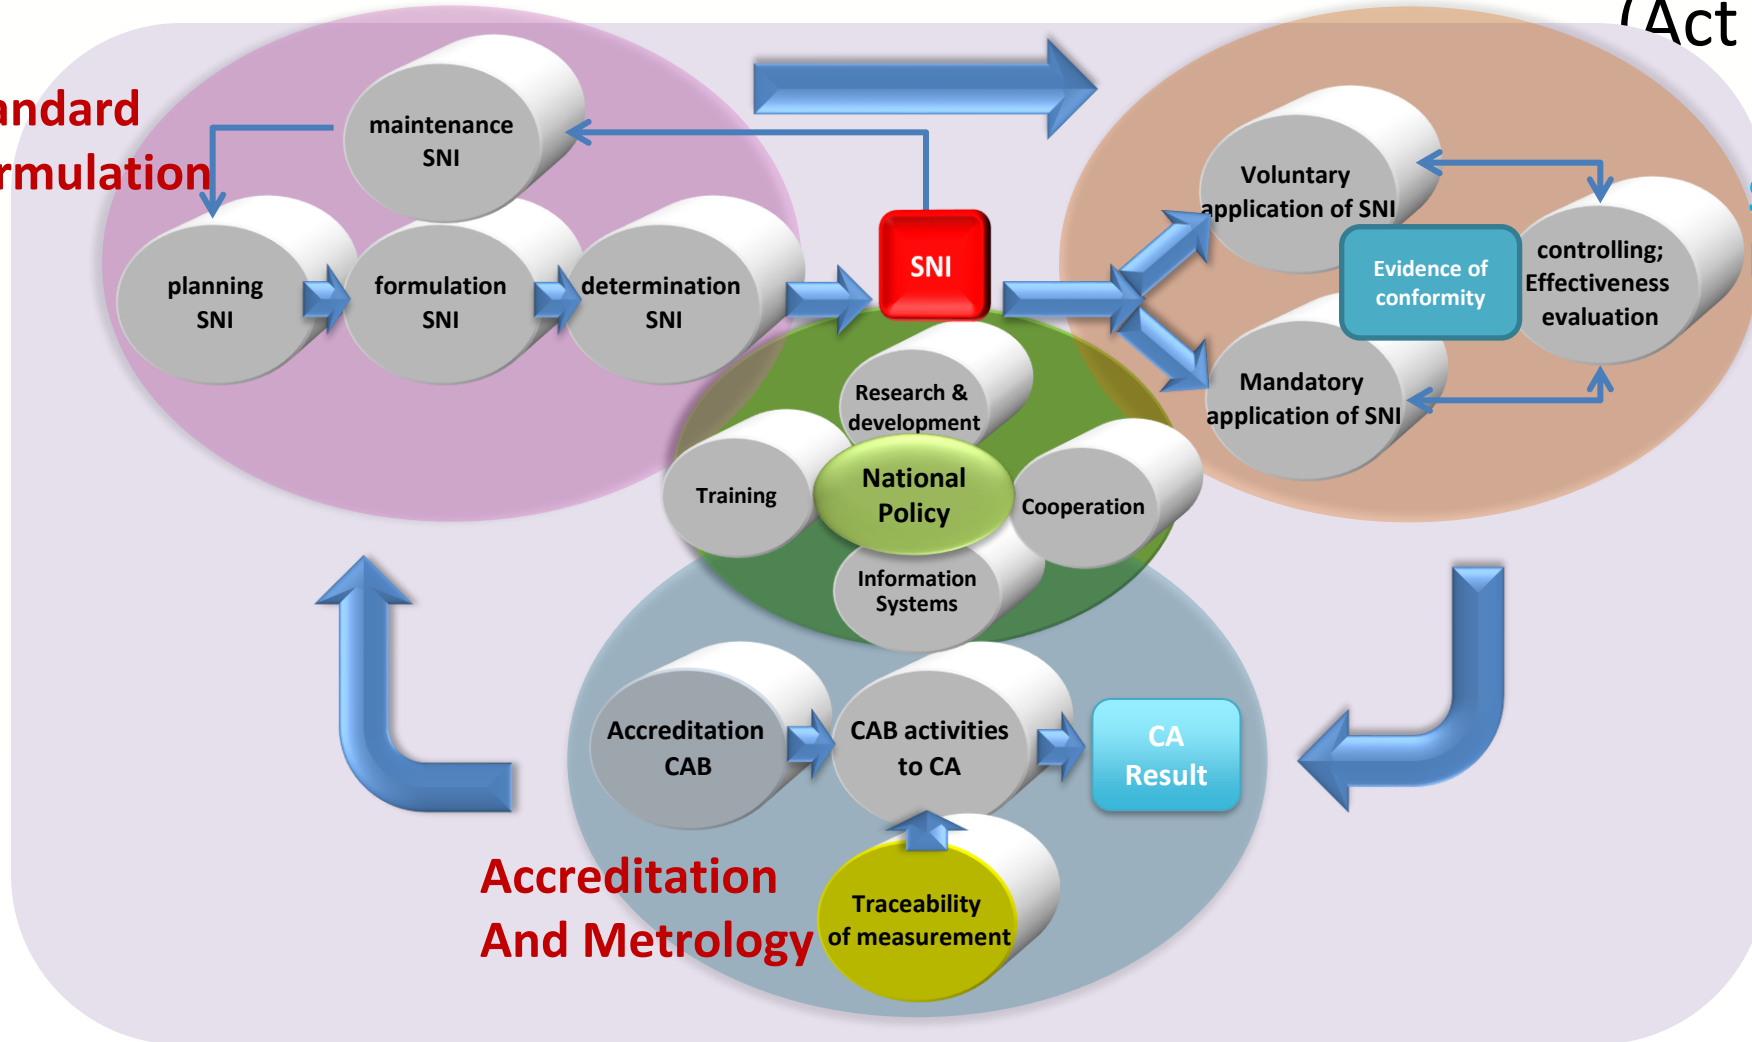 (Act
andard
rmulation
maintenance
SNI
planning
SNI
formulation
SNI
determination
SNI
SNI
Voluntary
application of SNI
Evidence of
conformity
controlling;
Effectiveness
evaluation
Mandatory
application of SNI
Research &
development
Training
National
Policy
Cooperation
Information
Systems
Accreditation
CAB
CAB activities
to CA
CA
Result
Accreditation
And Metrology
Traceability
of measurement